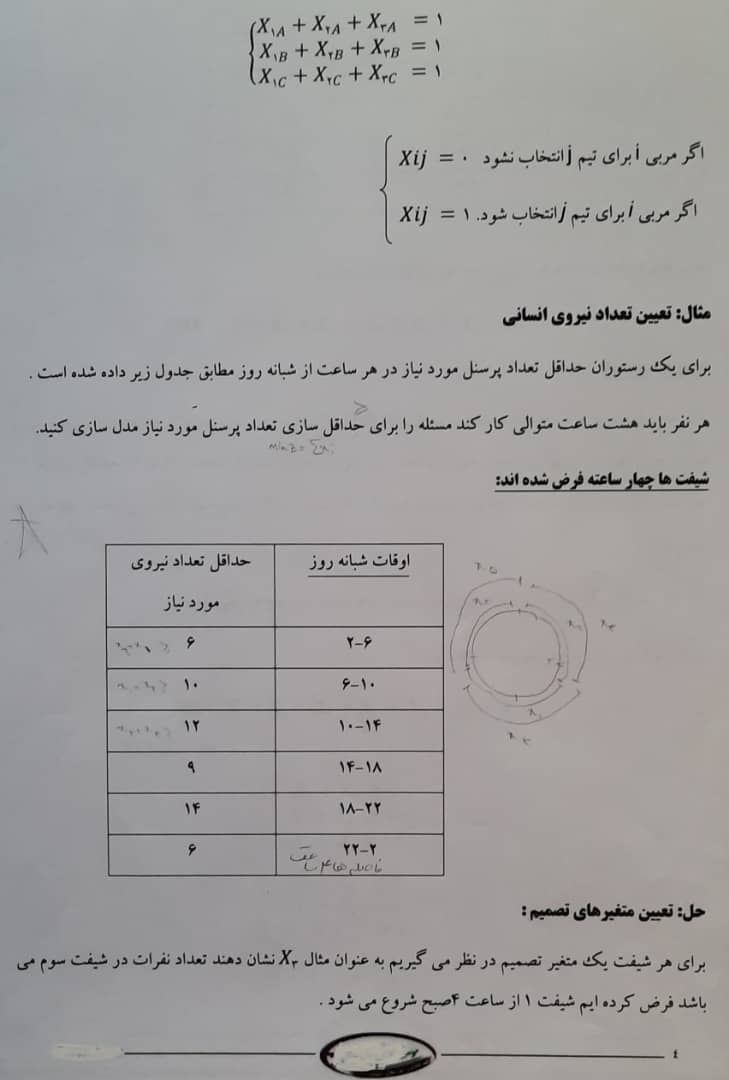 X۱A + X۲A + X۳A = ۱
X۱B + X۲B + X۳B = ۱
X۱C + X۲C + X۳C = ۱
اگر مربی i برای تیم j انتخاب نشود Xij = ۰
اگر مربی i برای تیم j انتخاب شود. Xij = ۱
مثال: تعیین تعداد نیروی انسانی
برای یک رستوران حداقل تعداد پرسنل مورد نیاز در هر ساعت از شبانه روز مطابق جدول زیر داده شده است .
هر نفر باید هشت ساعت متوالی کار کند مسئله را برای حداقل سازی تعداد پرسنل مورد نیاز مدل سازی کنید.
min z = Σxi
شیفت ها چهار ساعته فرض شده اند:
اوقات شبانه روز حداقل تعداد نیروی
مورد نیاز
۲-۶ ۶
۶-۱۰ ۱۰
۱۰-۱۴ ۱۲
۱۴-۱۸ ۹
۱۸-۲۲ ۱۴
۲۲-۲ ۶
حل: تعیین متغیرهای تصمیم :
برای هر شیفت یک متغیر تصمیم در نظر می گیریم به عنوان مثال X۳ نشان دهند تعداد نفرات در شیفت سوم می
باشد فرض کرده ایم شیفت ۱ از ساعت ۴صبح شروع می شود .
٤